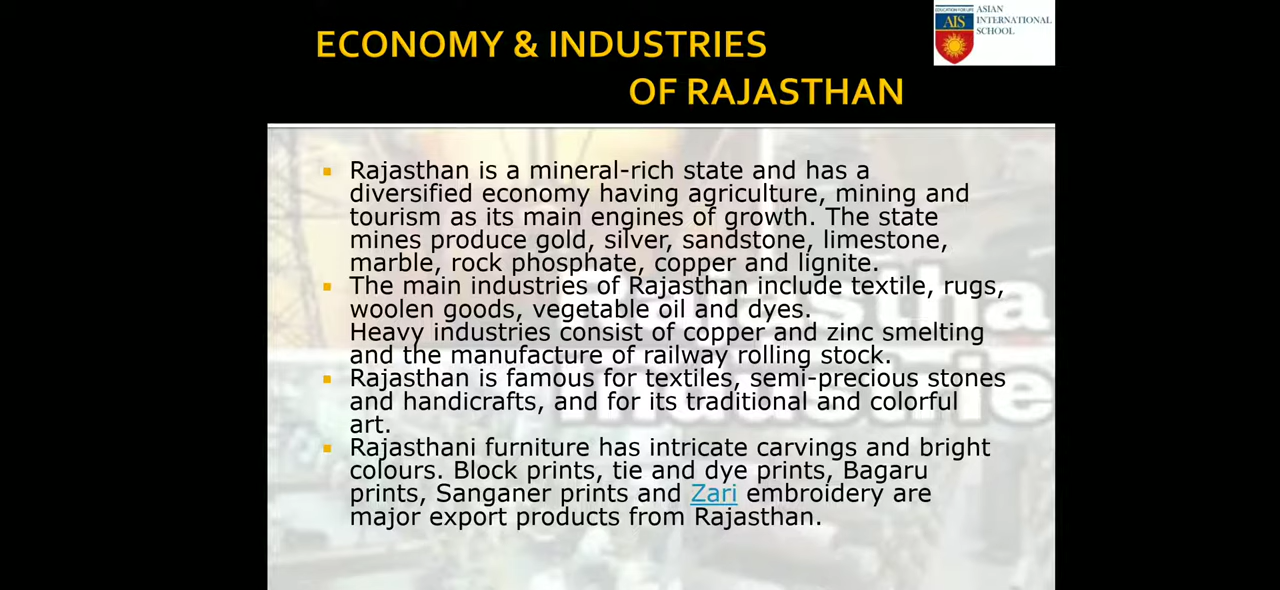 EDUCATION FOR LIFE
AIS
ASIAN
INTERNATIONAL
SCHOOL
ECONOMY & INDUSTRIES
OF RAJASTHAN
Rajasthan is a mineral-rich state and has a
diversified economy having agriculture, mining and
tourism as its main engines of growth. The state
mines produce gold, silver, sandstone, limestone,
marble, rock phosphate, copper and lignite.
The main industries of Rajasthan include textile, rugs,
woolen goods, vegetable oil and dyes.
Heavy industries consist of copper and zinc smelting
and the manufacture of railway rolling stock.
Rajasthan is famous for textiles, semi-precious stones
and handicrafts, and for its traditional and colorful
art.
Rajasthani furniture has intricate carvings and bright
colours. Block prints, tie and dye prints, Bagaru
prints, Sanganer prints and Zari embroidery are
major export products from Rajasthan.